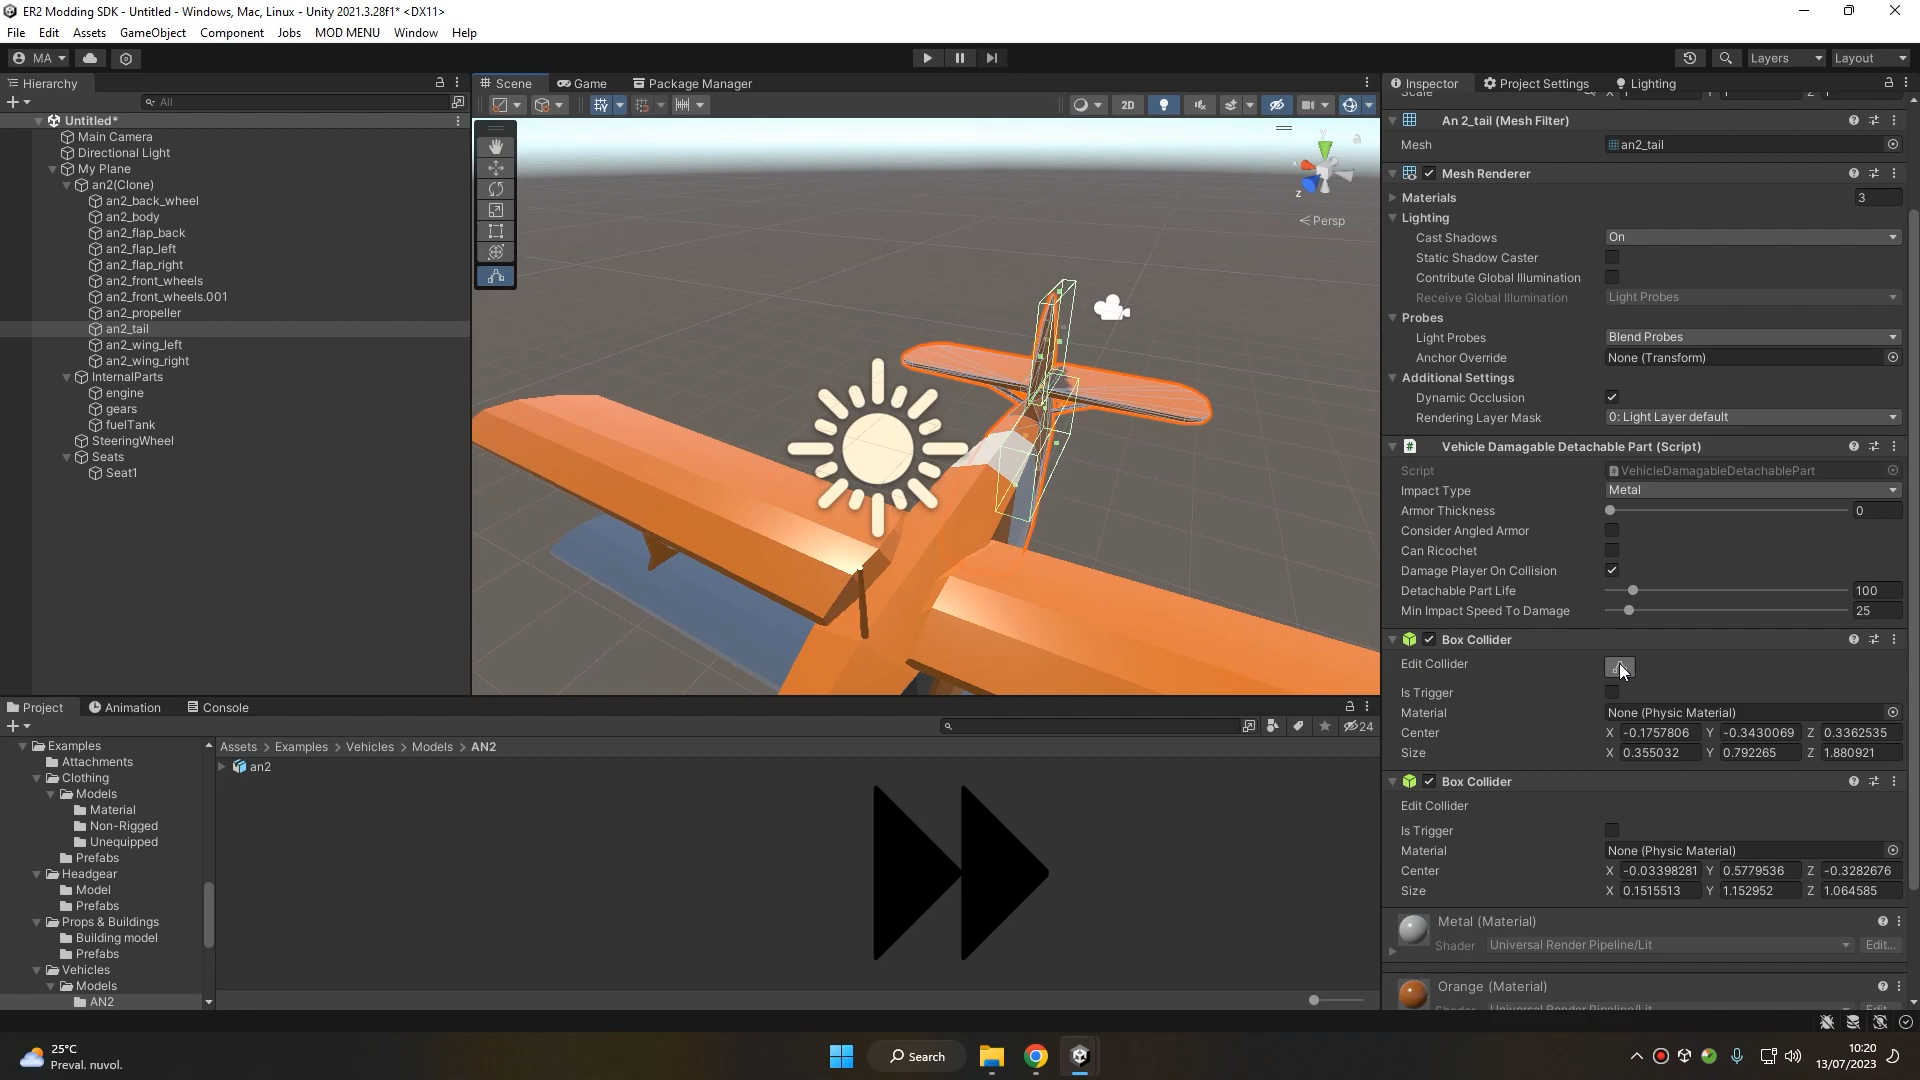 ER2 Modding SDK - Untitled - Windows, Mac, Linux - Unity 2021.3.28f1* <DX11>
File Edit Assets GameObject Component Jobs MOD MENU Window Help
MA
Layers
Layout
Hierarchy
All
Untitled*
Main Camera
Directional Light
My Plane
an2(Clone)
an2_back_wheel
an2_body
an2_flap_back
an2_flap_left
an2_flap_right
an2_front_wheels
an2_front_wheels.001
an2_propeller
an2_tail
an2_wing_left
an2_wing_right
InternalParts
engine
gears
fuelTank
SteeringWheel
Seats
Seat1
Scene Game Package Manager
2D
y
x
z
Persp
Inspector Project Settings Lighting
Scale X 1 Y 1 Z 1
An 2_tail (Mesh Filter)
Mesh an2_tail
Mesh Renderer
Materials 3
Lighting
Cast Shadows On
Static Shadow Caster
Contribute Global Illumination
Receive Global Illumination Light Probes
Probes
Light Probes Blend Probes
Anchor Override None (Transform)
Additional Settings
Dynamic Occlusion
Rendering Layer Mask 0: Light Layer default
Vehicle Damagable Detachable Part (Script)
Script VehicleDamagableDetachablePart
Impact Type Metal
Armor Thickness 0
Consider Angled Armor
Can Ricochet
Damage Player On Collision
Detachable Part Life 100
Min Impact Speed To Damage 25
Box Collider
Edit Collider
Is Trigger
Material None (Physic Material)
Center X -0.1757806 Y -0.3430069 Z 0.3362535
Size X 0.355032 Y 0.792265 Z 1.880921
Box Collider
Edit Collider
Is Trigger
Material None (Physic Material)
Center X -0.03398281 Y 0.5779536 Z -0.3282676
Size X 0.1515513 Y 1.152952 Z 1.064585
Metal (Material)
Shader Universal Render Pipeline/Lit Edit...
Orange (Material)
Shader Universal Render Pipeline/Lit Edit
Project Animation Console
24
Examples
Attachments
Clothing
Models
Material
Non-Rigged
Unequipped
Prefabs
Headgear
Model
Prefabs
Props & Buildings
Building model
Prefabs
Vehicles
Models
AN2
Assets > Examples > Vehicles > Models > AN2
an2
25°C
Preval. nuvol.
Search
10:20
13/07/2023